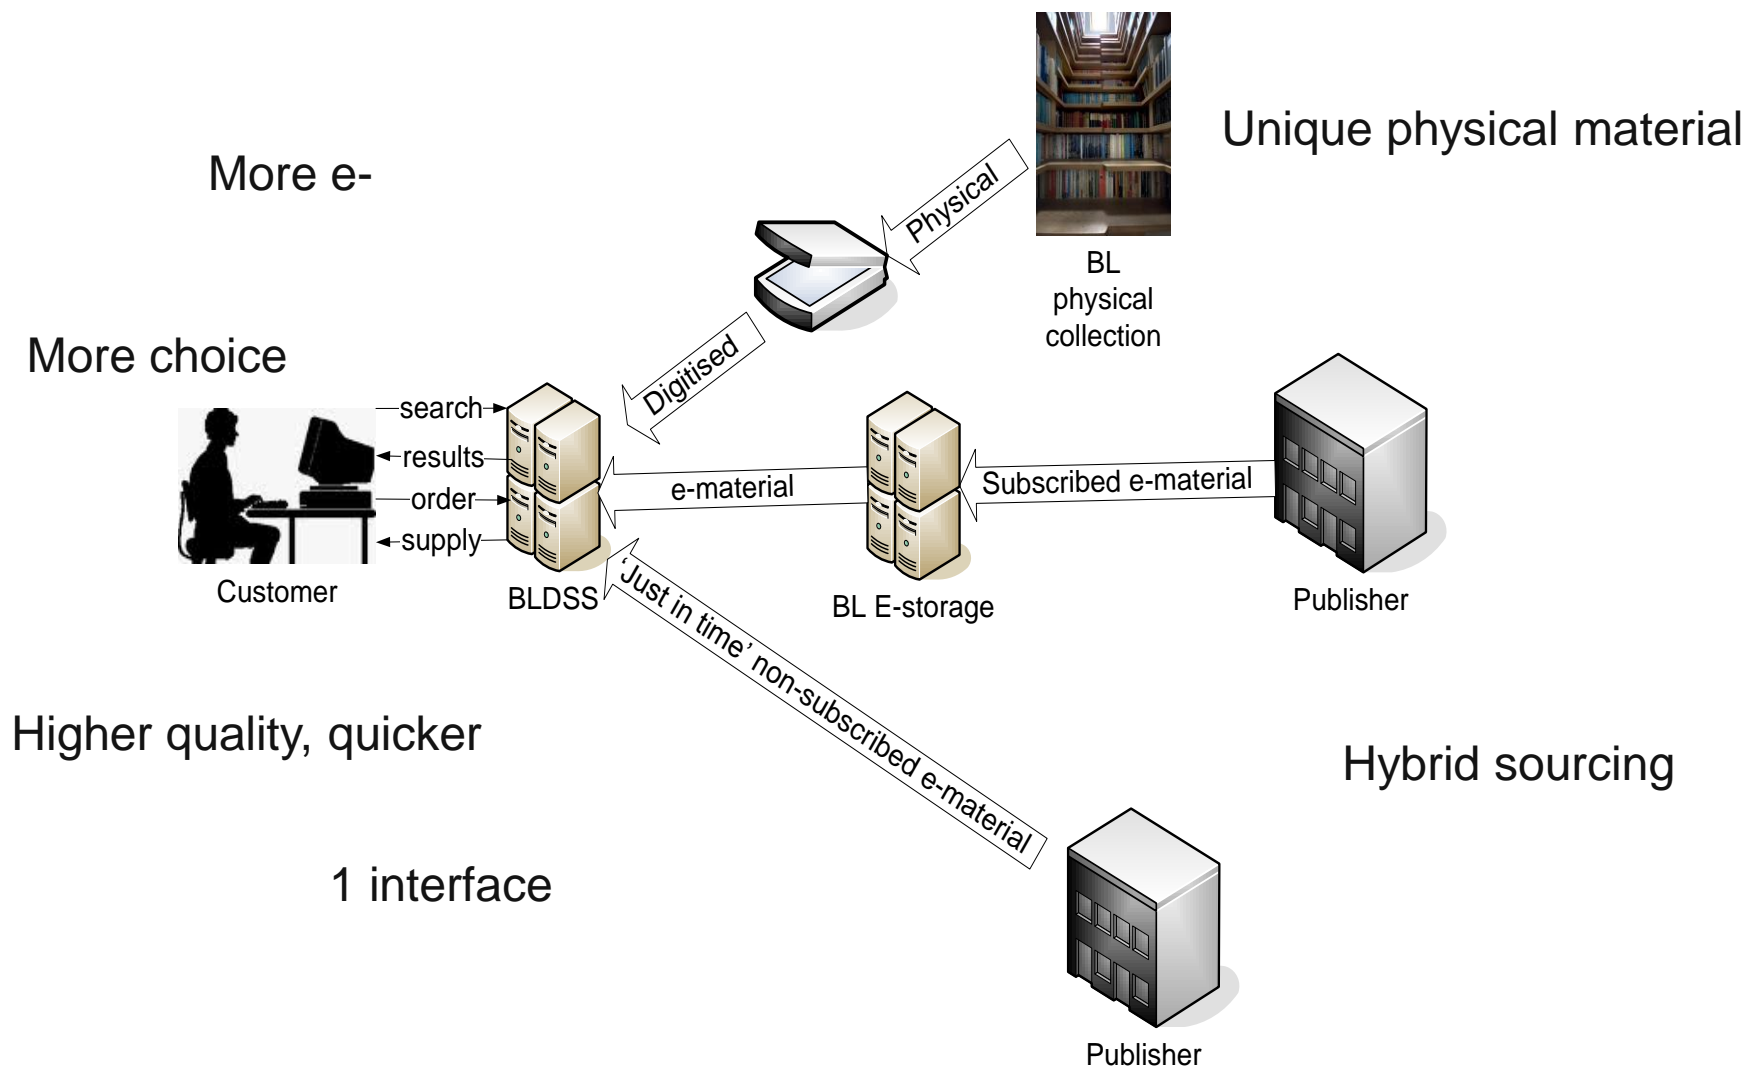 Unique physical material
More e-
Physical
BL
physical
collection
More choice
Digitised
search
results
order
supply
e-material
Subscribed e-material
Customer
BLDSS
BL E-storage
Publisher
‘Just in time’ non-subscribed e-material
Higher quality, quicker
Hybrid sourcing
1 interface
Publisher